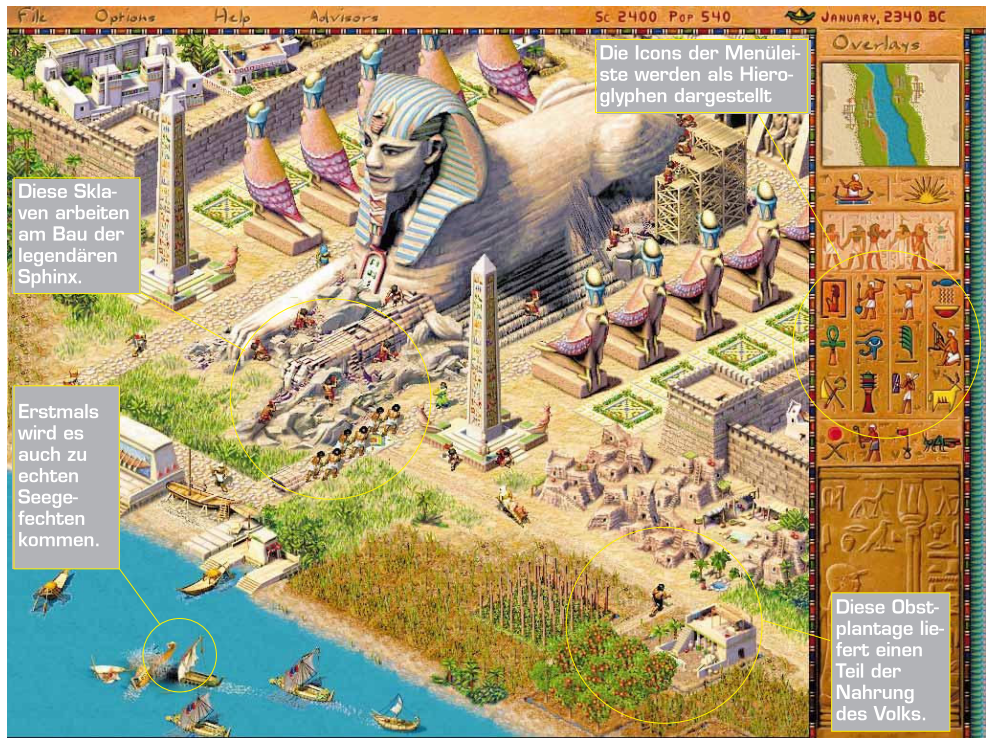 File Options Help Advisors Sc 2400 Pop 540 January, 2340 BC
Overlays
Die Icons der Menülei-
ste werden als Hiero-
glyphen dargestellt
Diese Skla-
ven arbeiten
am Bau der
legendären
Sphinx.
Erstmals
wird es
auch zu
echten
Seege-
fechten
kommen.
Diese Obst-
plantage lie-
fert einen
Teil der
Nahrung
des Volks.